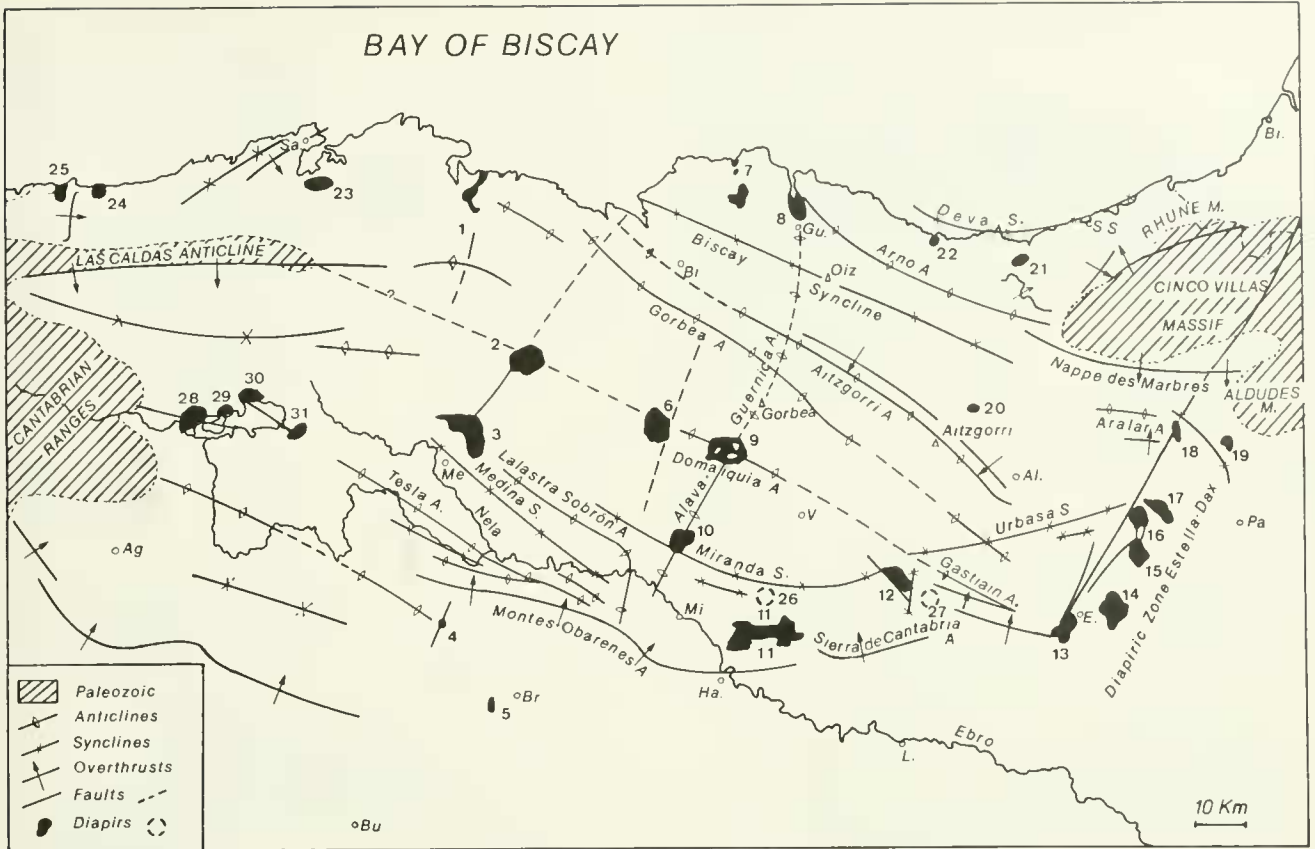 BAY OF BISCAY
Sa
Bi.
25
24
23
1
7
8
Gu.
Deva S.
SS
RHUNE M.
22
21
LAS CALDAS ANTICLINE
Biscay
Syncline
Bl
Oiz
Arno A
CINCO VILLAS
MASSIF
Gorbea A
Nappe des Marbres
CANTABRIAN
RANGES
2
Guernica A.
Aitzgorri A
Gorbea
Aitzgorri
20
Aralar A
ALDUDES
M.
30
28
29
31
3
6
9
18
19
Me
Lalastra Sobrón A
Medina S.
Tesla A.
Nela
Domaiquia A
Al.
Alava-
V
Urbasa S
17
16
Pa
Ag
10
Miranda S.
Gastiain A.
15
12
26
27
14
Mi
11
11
E.
13
4
Montes Obarenes A
Sierra de Cantabria
A
Diapiric Zone Estella-Dax
Ha.
Br
5
Ebro
L.
Bu
10 Km
Paleozoic
Anticlines
Synclines
Overthrusts
Faults
Diapirs